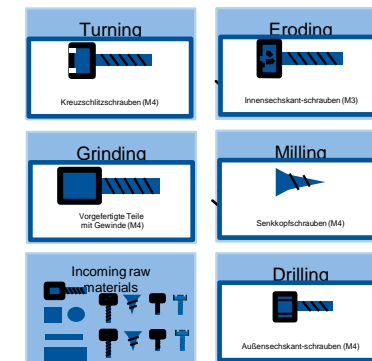 Turning
Kreuzschlitzschrauben (M4)
Eroding
Innensechskant-schrauben (M3)
Grinding
Vorgefertigte Teile
mit Gewinde (M4)
Milling
Senkkopfschrauben (M4)
Incoming raw
materials
Drilling
Außensechskant-schrauben (M4)